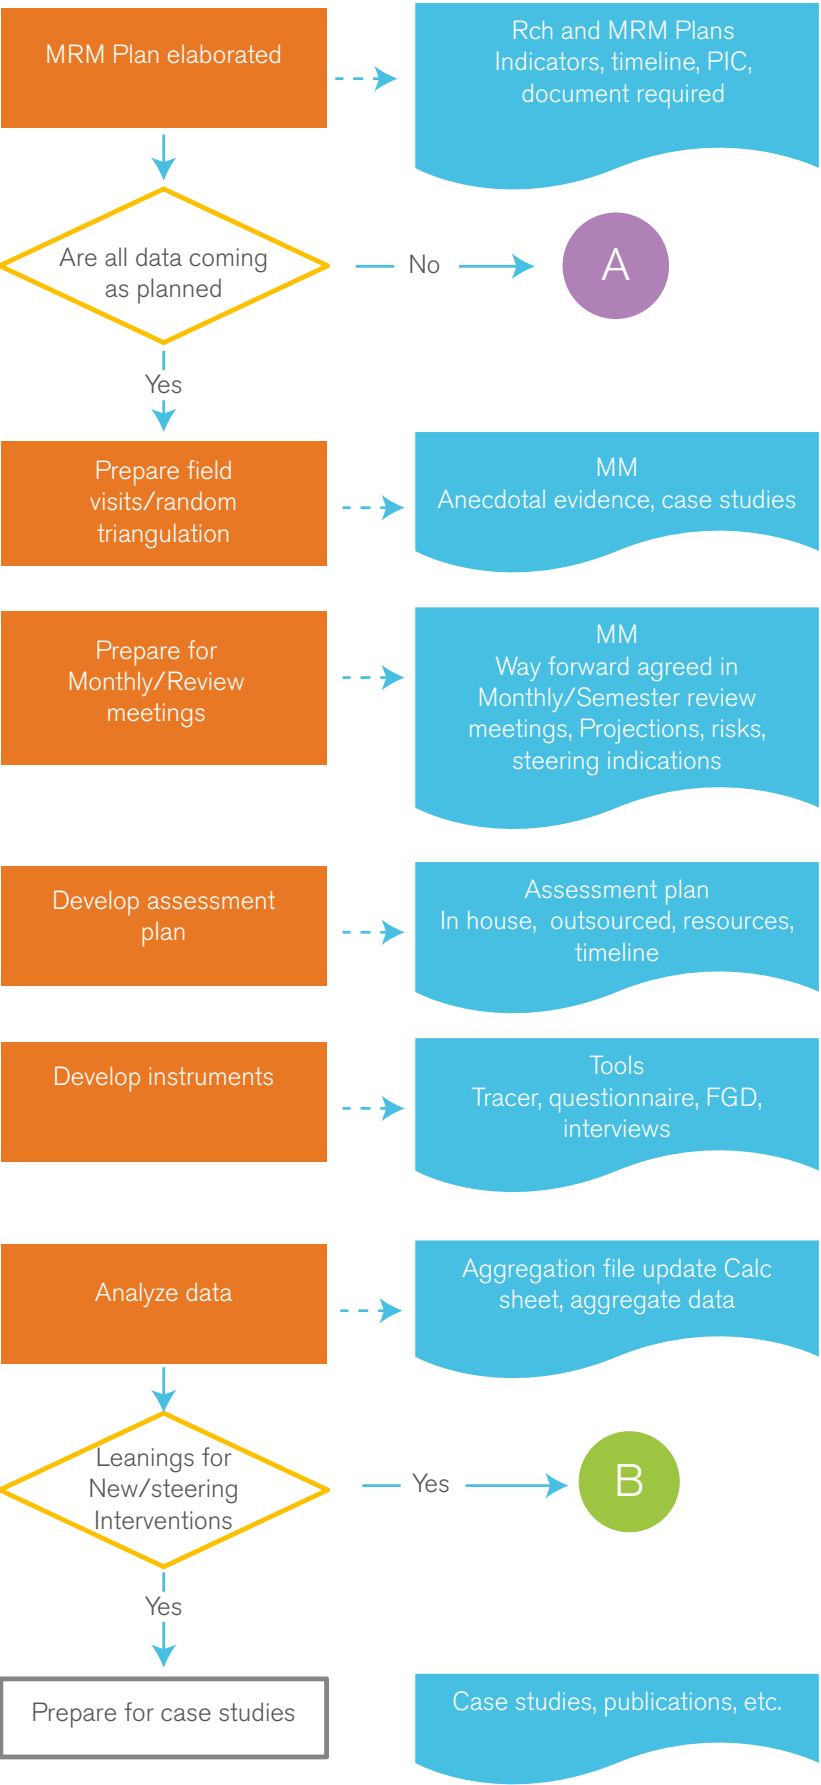 MRM Plan elaborated
Rch and MRM Plans
Indicators, timeline, PIC,
document required
Are all data coming
as planned
No
A
Yes
Prepare field
visits/random
triangulation
MM
Anecdotal evidence, case studies
Prepare for
Monthly/Review
meetings
MM
Way forward agreed in
Monthly/Semester review
meetings, Projections, risks,
steering indications
Develop assessment
plan
Assessment plan
In house, outsourced, resources,
timeline
Develop instruments
Tools
Tracer, questionnaire, FGD,
interviews
Analyze data
Aggregation file update Calc
sheet, aggregate data
Leanings for
New/steering
Interventions
Yes
B
Yes
Prepare for case studies
Case studies, publications, etc.